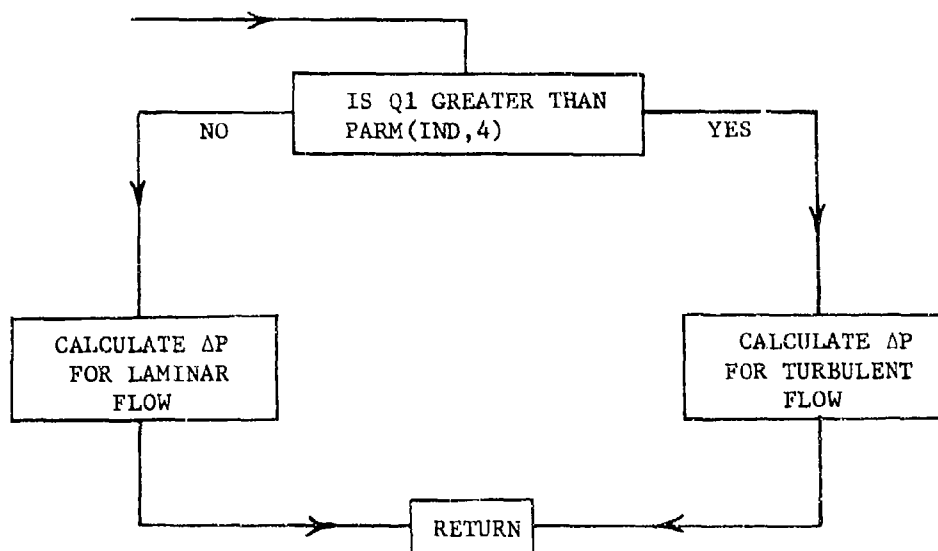 IS Q1 GREATER THAN
PARM(IND,4)
NO
YES
CALCULATE ΔP
FOR LAMINAR
FLOW
CALCULATE ΔP
FOR TURBULENT
FLOW
RETURN